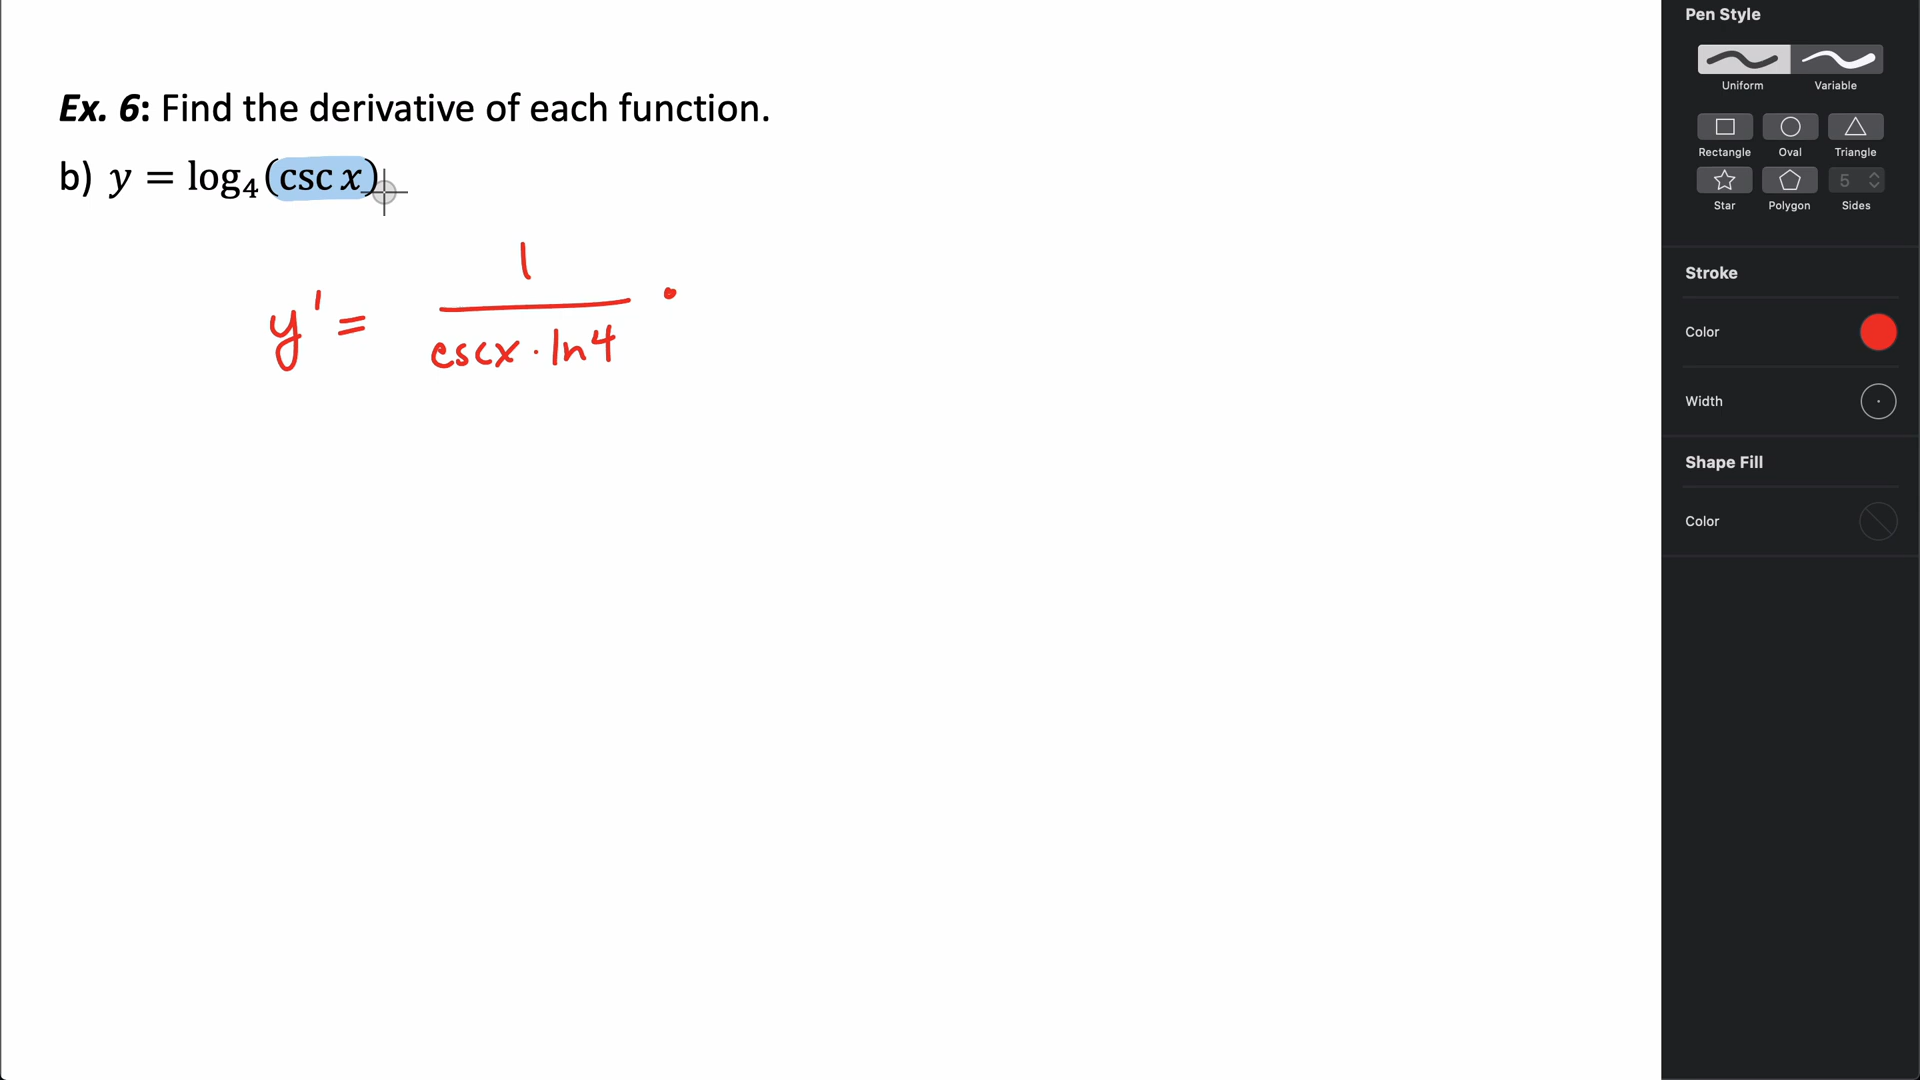 Ex. 6: Find the derivative of each function.
b) y = log₄(csc x)
y' = 1 / (cscx · ln4) ·
Pen Style
Uniform Variable
Rectangle Oval Triangle
5
Star Polygon Sides
Stroke
Color
Width
Shape Fill
Color